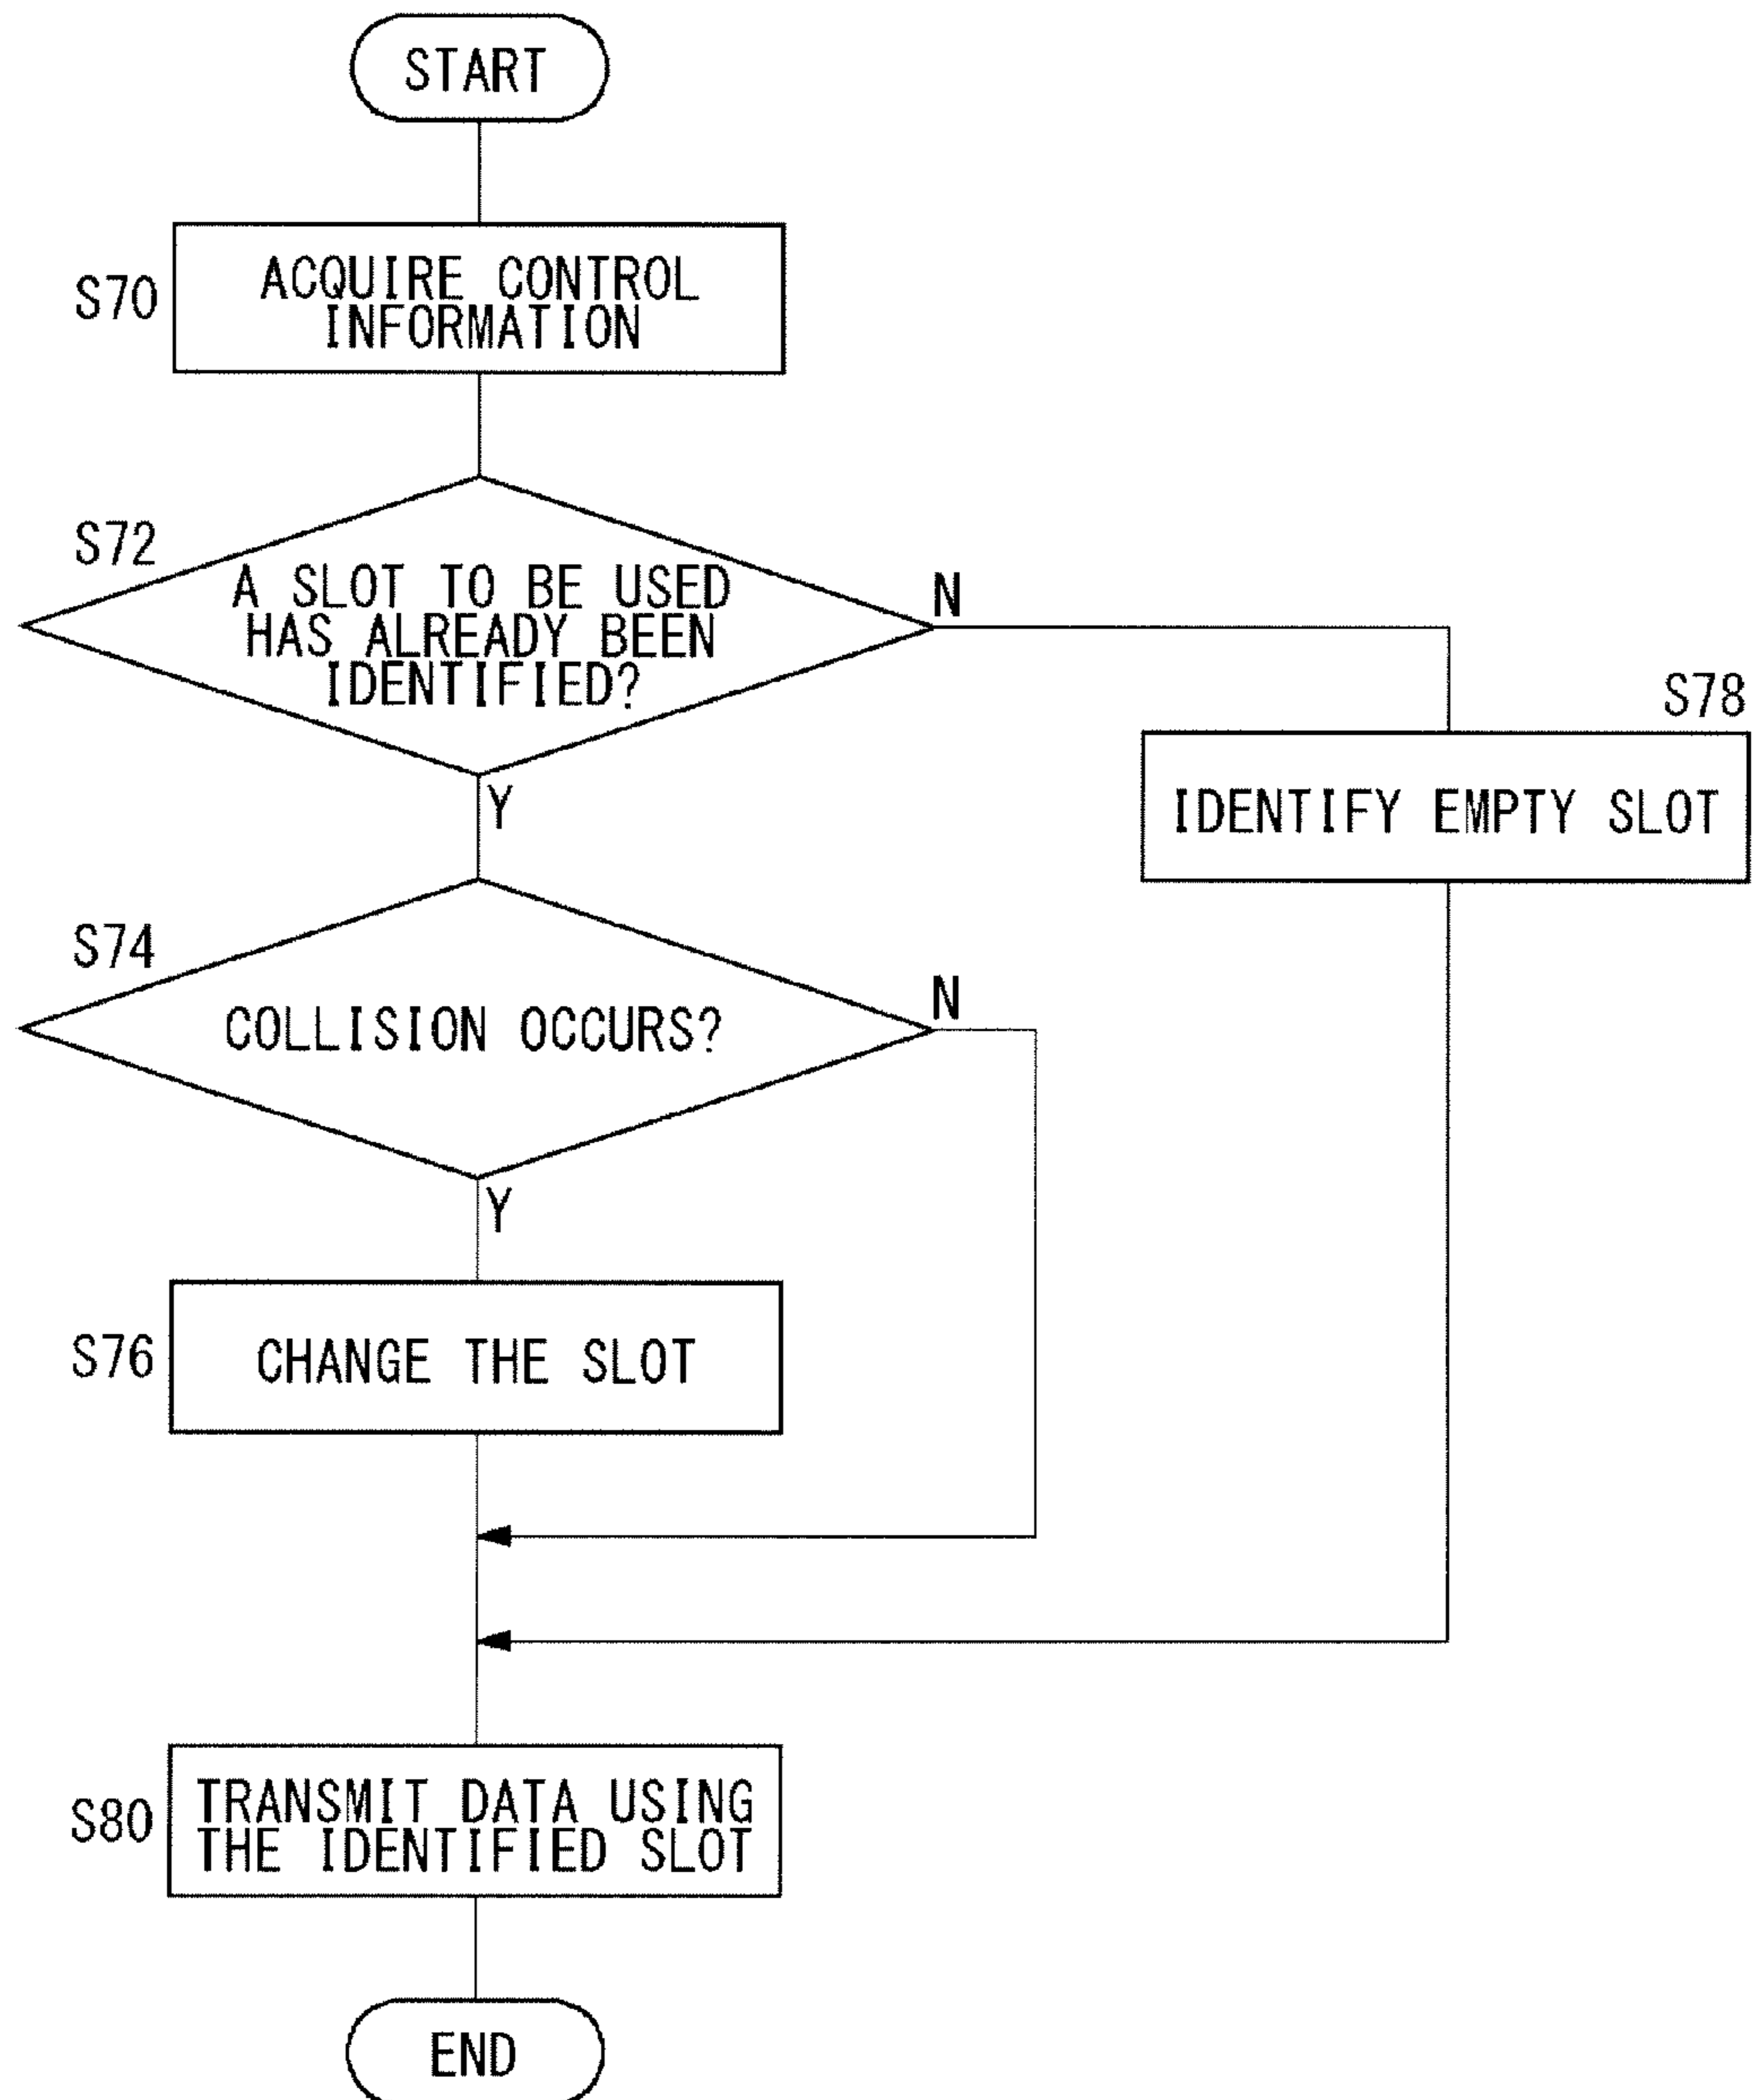 START
S70
ACQUIRE CONTROL
INFORMATION
S72
A SLOT TO BE USED
HAS ALREADY BEEN
IDENTIFIED?
N
Y
S78
IDENTIFY EMPTY SLOT
S74
COLLISION OCCURS?
N
Y
S76
CHANGE THE SLOT
S80
TRANSMIT DATA USING
THE IDENTIFIED SLOT
END